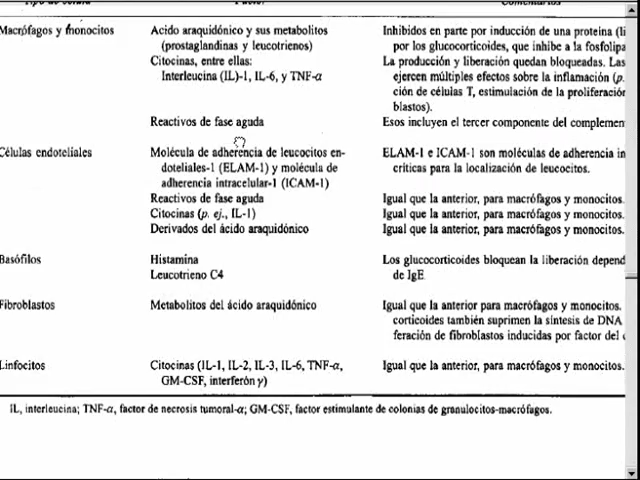 Tipo de célula Factor Comentarios
Macrófagos y monocitos Acido araquidónico y sus metabolitos Inhibidos en parte por inducción de una proteína (li
(prostaglandinas y leucotrienos) por los glucocorticoides, que inhibe a la fosfolipa
Citocinas, entre ellas: La producción y liberación quedan bloqueadas. Las
Interleucina (IL)-1, IL-6, y TNF-α ejercen múltiples efectos sobre la inflamación (p.
ción de células T, estimulación de la proliferación
blastos).
Reactivos de fase aguda Esos incluyen el tercer componente del complemen
Células endoteliales Molécula de adherencia de leucocitos en- ELAM-1 e ICAM-1 son moléculas de adherencia in
doteliales-1 (ELAM-1) y molécula de críticas para la localización de leucocitos.
adherencia intracelular-1 (ICAM-1)
Reactivos de fase aguda Igual que la anterior, para macrófagos y monocitos.
Citocinas (p. ej., IL-1) Igual que la anterior, para macrófagos y monocitos.
Derivados del ácido araquidónico Igual que la anterior, para macrófagos y monocitos.
Basófilos Histamina Los glucocorticoides bloquean la liberación depend
Leucotrieno C4 de IgE
Fibroblastos Metabolitos del ácido araquidónico Igual que la anterior para macrófagos y monocitos.
corticoides también suprimen la síntesis de DNA
feración de fibroblastos inducidas por factor del c
Linfocitos Citocinas (IL-1, IL-2, IL-3, IL-6, TNF-α, Igual que la anterior, para macrófagos y monocitos.
GM-CSF, interferón γ)
IL, interleucina; TNF-α, factor de necrosis tumoral-α; GM-CSF, factor estimulante de colonias de granulocitos-macrófagos.